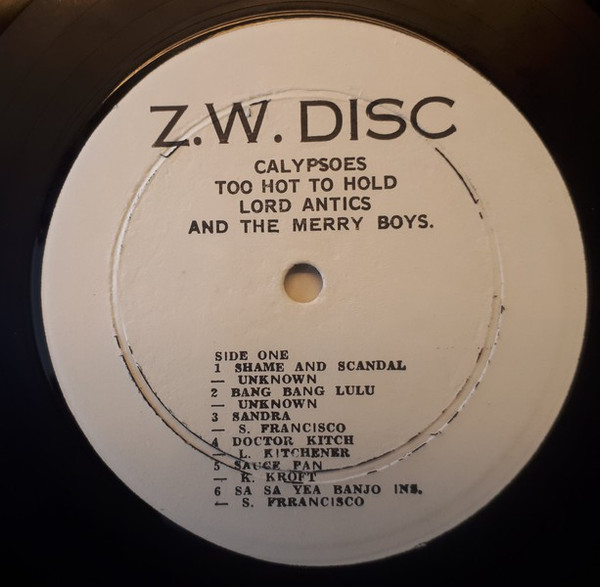 Z.W. DISC
CALYPSOES
TOO HOT TO HOLD
LORD ANTICS
AND THE MERRY BOYS.
SIDE ONE
1 SHAME AND SCANDAL
— UNKNOWN
2 BANG BANG LULU
— UNKNOWN
3 SANDRA
— S. FRANCISCO
4 DOCTOR KITCH
— L. KITCHENER
5 SAUCE PAN
— K. KROFT
6 SA SA YEA BANJO INS.
— S. FRRANCISCO